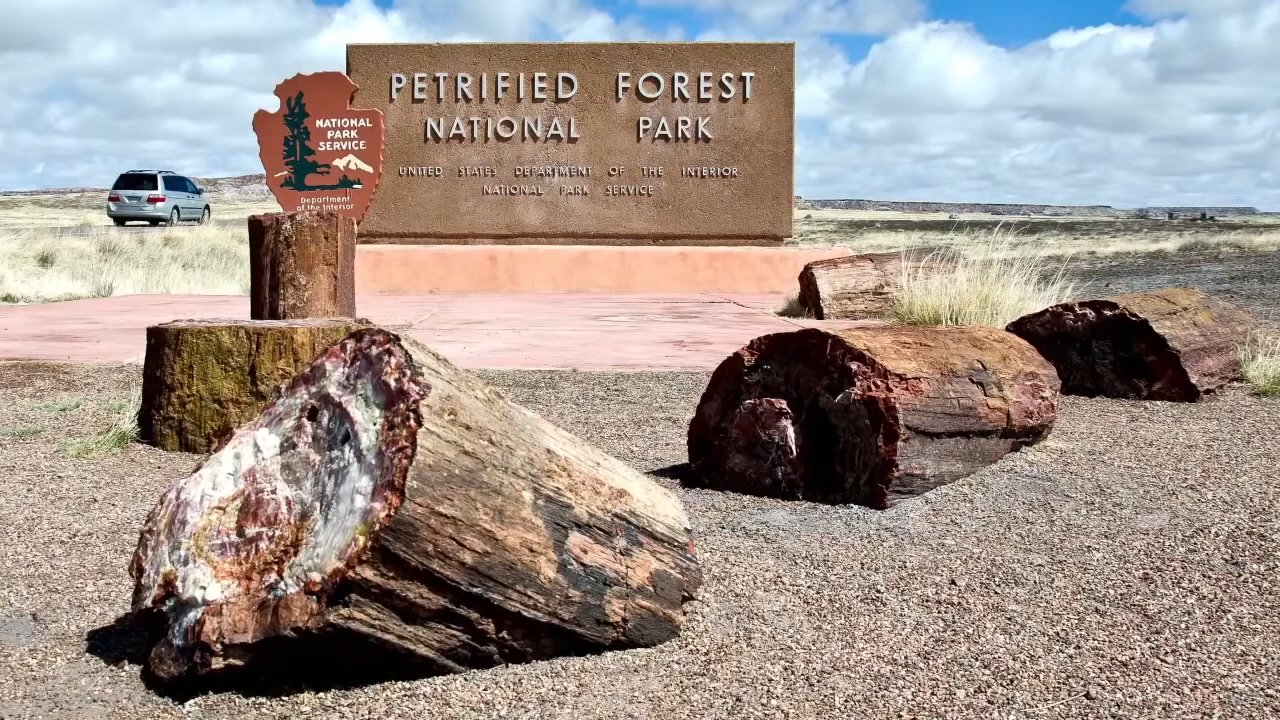 PETRIFIED FOREST
NATIONAL PARK
UNITED STATES DEPARTMENT OF THE INTERIOR
NATIONAL PARK SERVICE
NATIONAL
PARK
SERVICE
Department
of the Interior